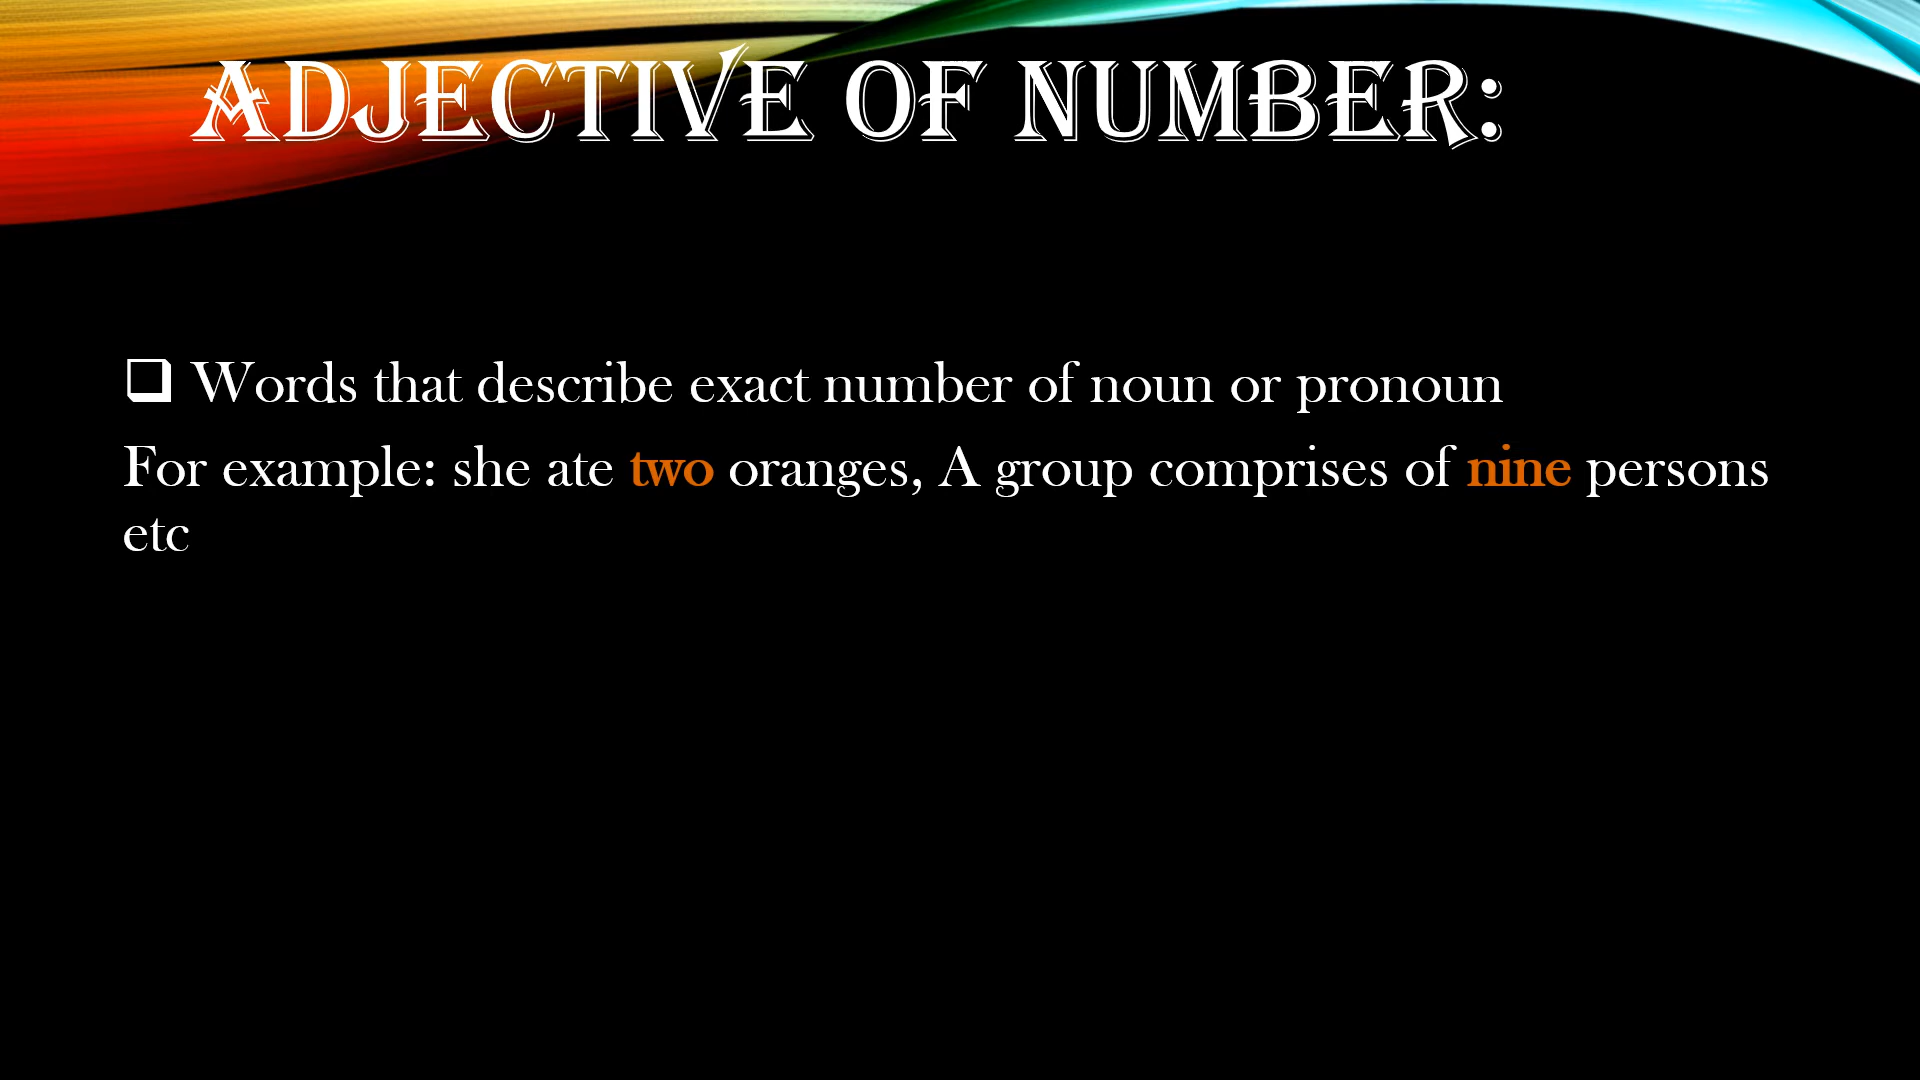 ADJECTIVE OF NUMBER:
❑ Words that describe exact number of noun or pronoun
For example: she ate two oranges, A group comprises of nine persons
etc